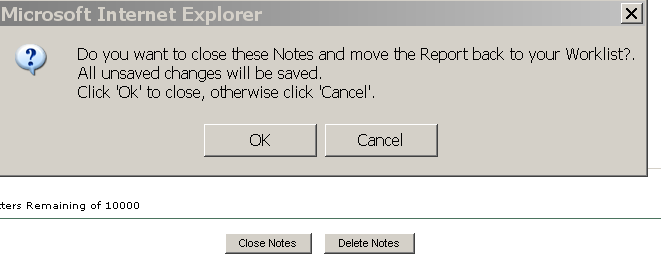 Microsoft Internet Explorer
Do you want to close these Notes and move the Report back to your Worklist?.
All unsaved changes will be saved.
Click 'Ok' to close, otherwise click 'Cancel'.
OK Cancel
ters Remaining of 10000
Close Notes Delete Notes